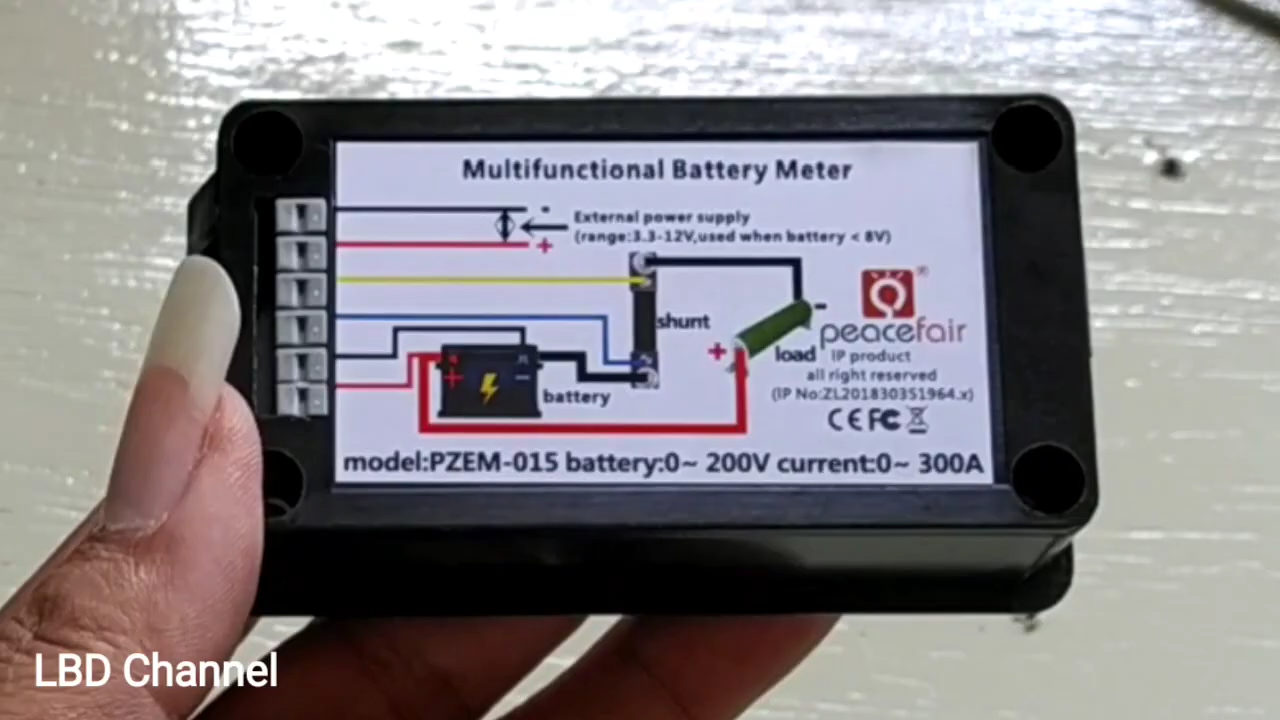 Multifunctional Battery Meter
-
External power supply
+
(range:3.3-12V,used when battery < 8V)
shunt
-
®
peacefair
+
load
IP product
all right reserved
+
-
battery
(IP No:ZL201830351964.x)
CE FC
model:PZEM-015 battery:0~ 200V current:0~ 300A
LBD Channel